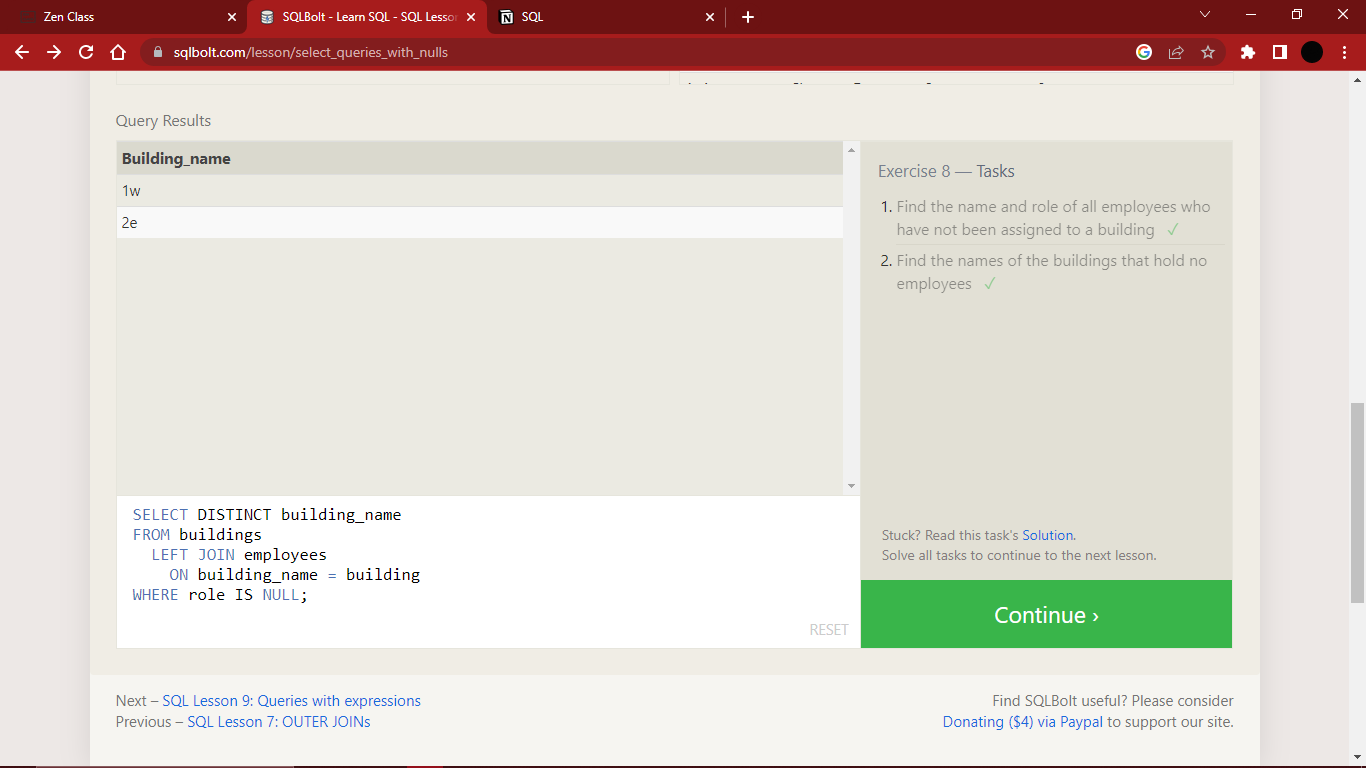 Zen Class
SQLBolt - Learn SQL - SQL Lesson
SQL
sqlbolt.com/lesson/select_queries_with_nulls
Query Results
Building_name
1w
2e
Exercise 8 — Tasks
1. Find the name and role of all employees who
have not been assigned to a building ✓
2. Find the names of the buildings that hold no
employees ✓
SELECT DISTINCT building_name
FROM buildings
LEFT JOIN employees
ON building_name = building
WHERE role IS NULL;
RESET
Stuck? Read this task's Solution.
Solve all tasks to continue to the next lesson.
Continue ›
Next – SQL Lesson 9: Queries with expressions
Previous – SQL Lesson 7: OUTER JOINs
Find SQLBolt useful? Please consider
Donating ($4) via Paypal to support our site.